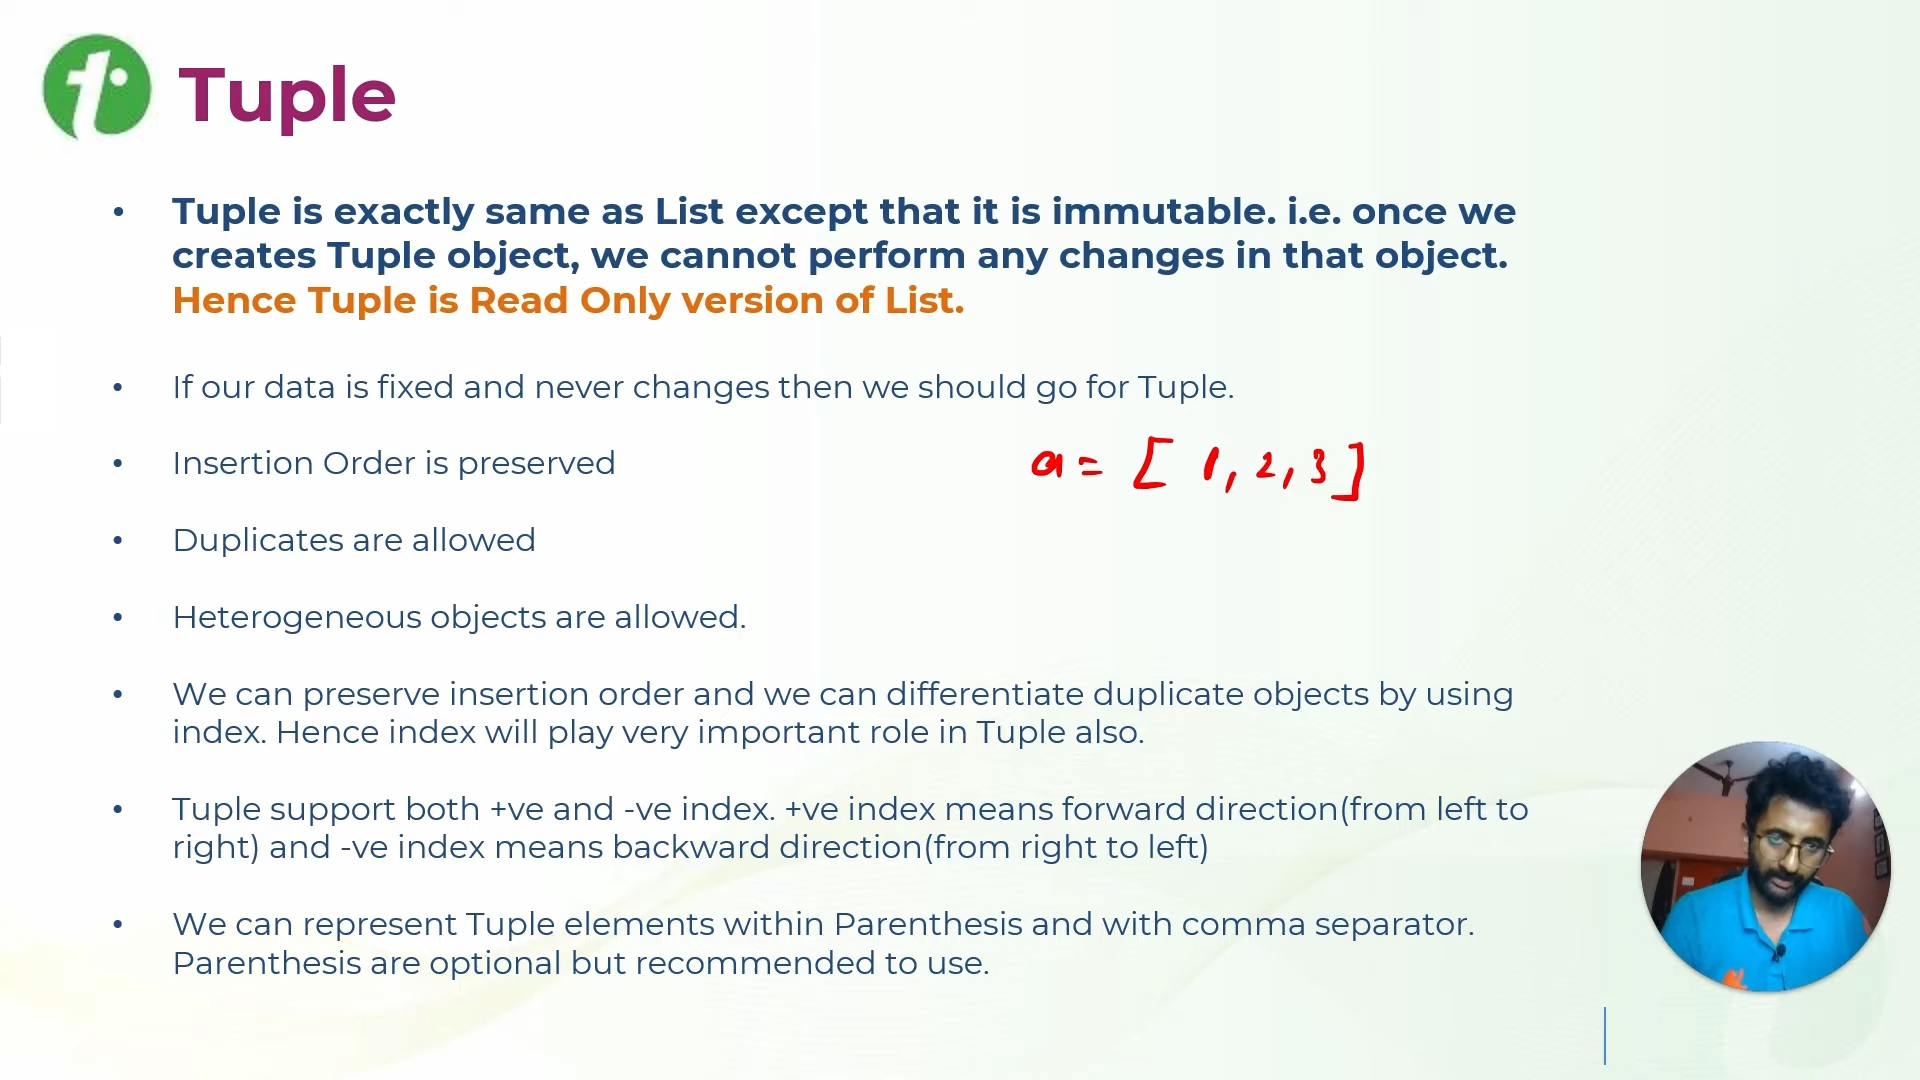 Tuple
• Tuple is exactly same as List except that it is immutable. i.e. once we
creates Tuple object, we cannot perform any changes in that object.
Hence Tuple is Read Only version of List.
• If our data is fixed and never changes then we should go for Tuple.
• Insertion Order is preserved
a = [ 1, 2, 3 ]
• Duplicates are allowed
• Heterogeneous objects are allowed.
• We can preserve insertion order and we can differentiate duplicate objects by using
index. Hence index will play very important role in Tuple also.
• Tuple support both +ve and -ve index. +ve index means forward direction(from left to
right) and -ve index means backward direction(from right to left)
• We can represent Tuple elements within Parenthesis and with comma separator.
Parenthesis are optional but recommended to use.